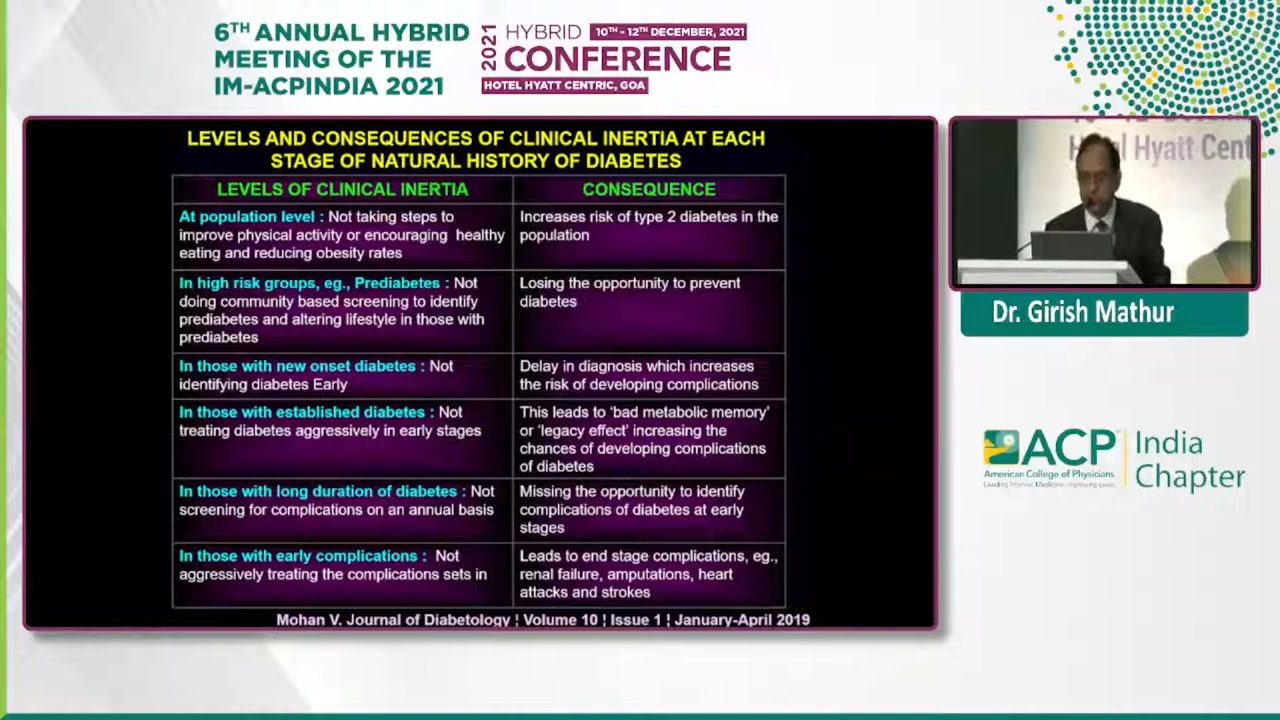 6TH ANNUAL HYBRID
MEETING OF THE
IM-ACPINDIA 2021
2021
HYBRID
10TH - 12TH DECEMBER, 2021
CONFERENCE
HOTEL HYATT CENTRIC, GOA
LEVELS AND CONSEQUENCES OF CLINICAL INERTIA AT EACH
STAGE OF NATURAL HISTORY OF DIABETES
LEVELS OF CLINICAL INERTIA
CONSEQUENCE
At population level : Not taking steps to
improve physical activity or encouraging healthy
eating and reducing obesity rates
Increases risk of type 2 diabetes in the
population
In high risk groups, eg., Prediabetes : Not
doing community based screening to identify
prediabetes and altering lifestyle in those with
prediabetes
Losing the opportunity to prevent
diabetes
In those with new onset diabetes : Not
identifying diabetes Early
Delay in diagnosis which increases
the risk of developing complications
In those with established diabetes : Not
treating diabetes aggressively in early stages
This leads to ‘bad metabolic memory’
or ‘legacy effect’ increasing the
chances of developing complications
of diabetes
In those with long duration of diabetes : Not
screening for complications on an annual basis
Missing the opportunity to identify
complications of diabetes at early
stages
In those with early complications : Not
aggressively treating the complications sets in
Leads to end stage complications, eg.,
renal failure, amputations, heart
attacks and strokes
Mohan V. Journal of Diabetology ¦ Volume 10 ¦ Issue 1 ¦ January-April 2019
Hyatt Cent
Dr. Girish Mathur
ACP
American College of Physicians
India
Chapter